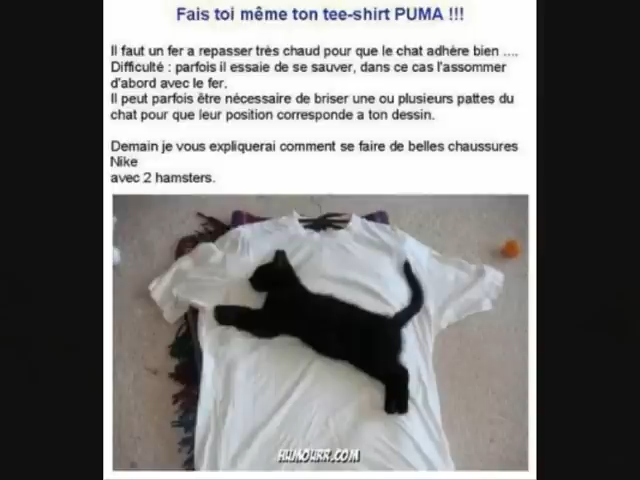 Fais toi même ton tee-shirt PUMA !!!
Il faut un fer a repasser très chaud pour que le chat adhère bien ....
Difficulté : parfois il essaie de se sauver, dans ce cas l'assommer
d'abord avec le fer.
Il peut parfois être nécessaire de briser une ou plusieurs pattes du
chat pour que leur position corresponde a ton dessin.
Demain je vous expliquerai comment se faire de belles chaussures
Nike
avec 2 hamsters.
HUMOURR.COM